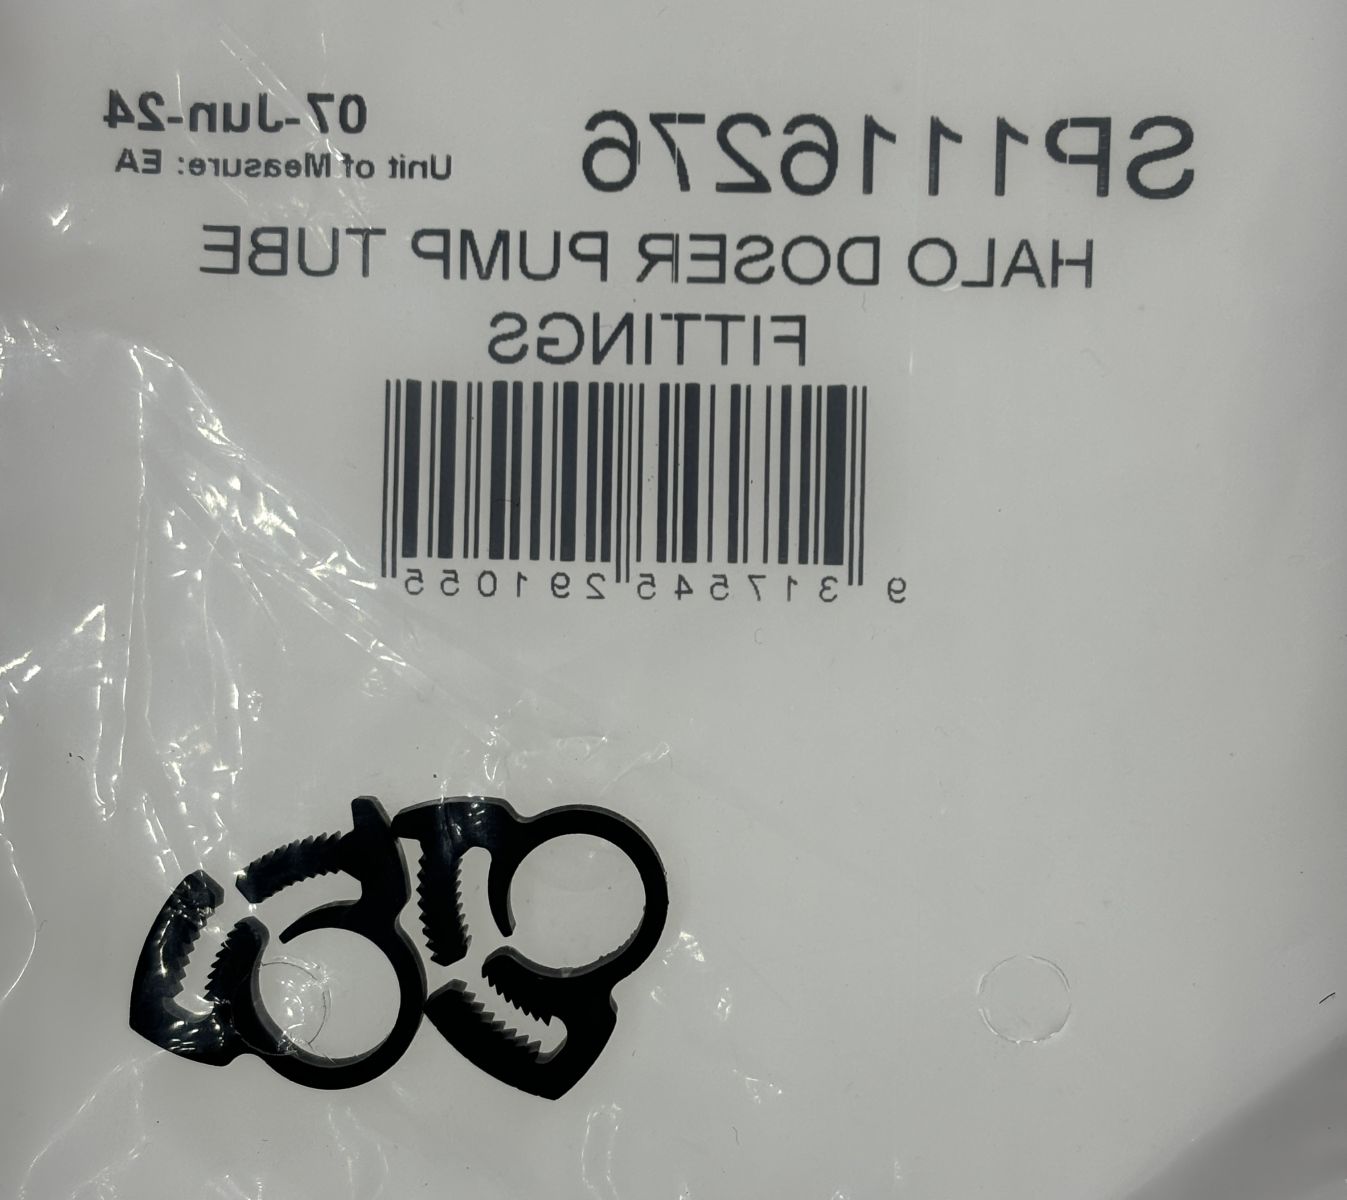 SP1116276
07-Jun-24
Unit of Measure: EA
HALO DOSER PUMP TUBE
FITTINGS
9 317545 291055